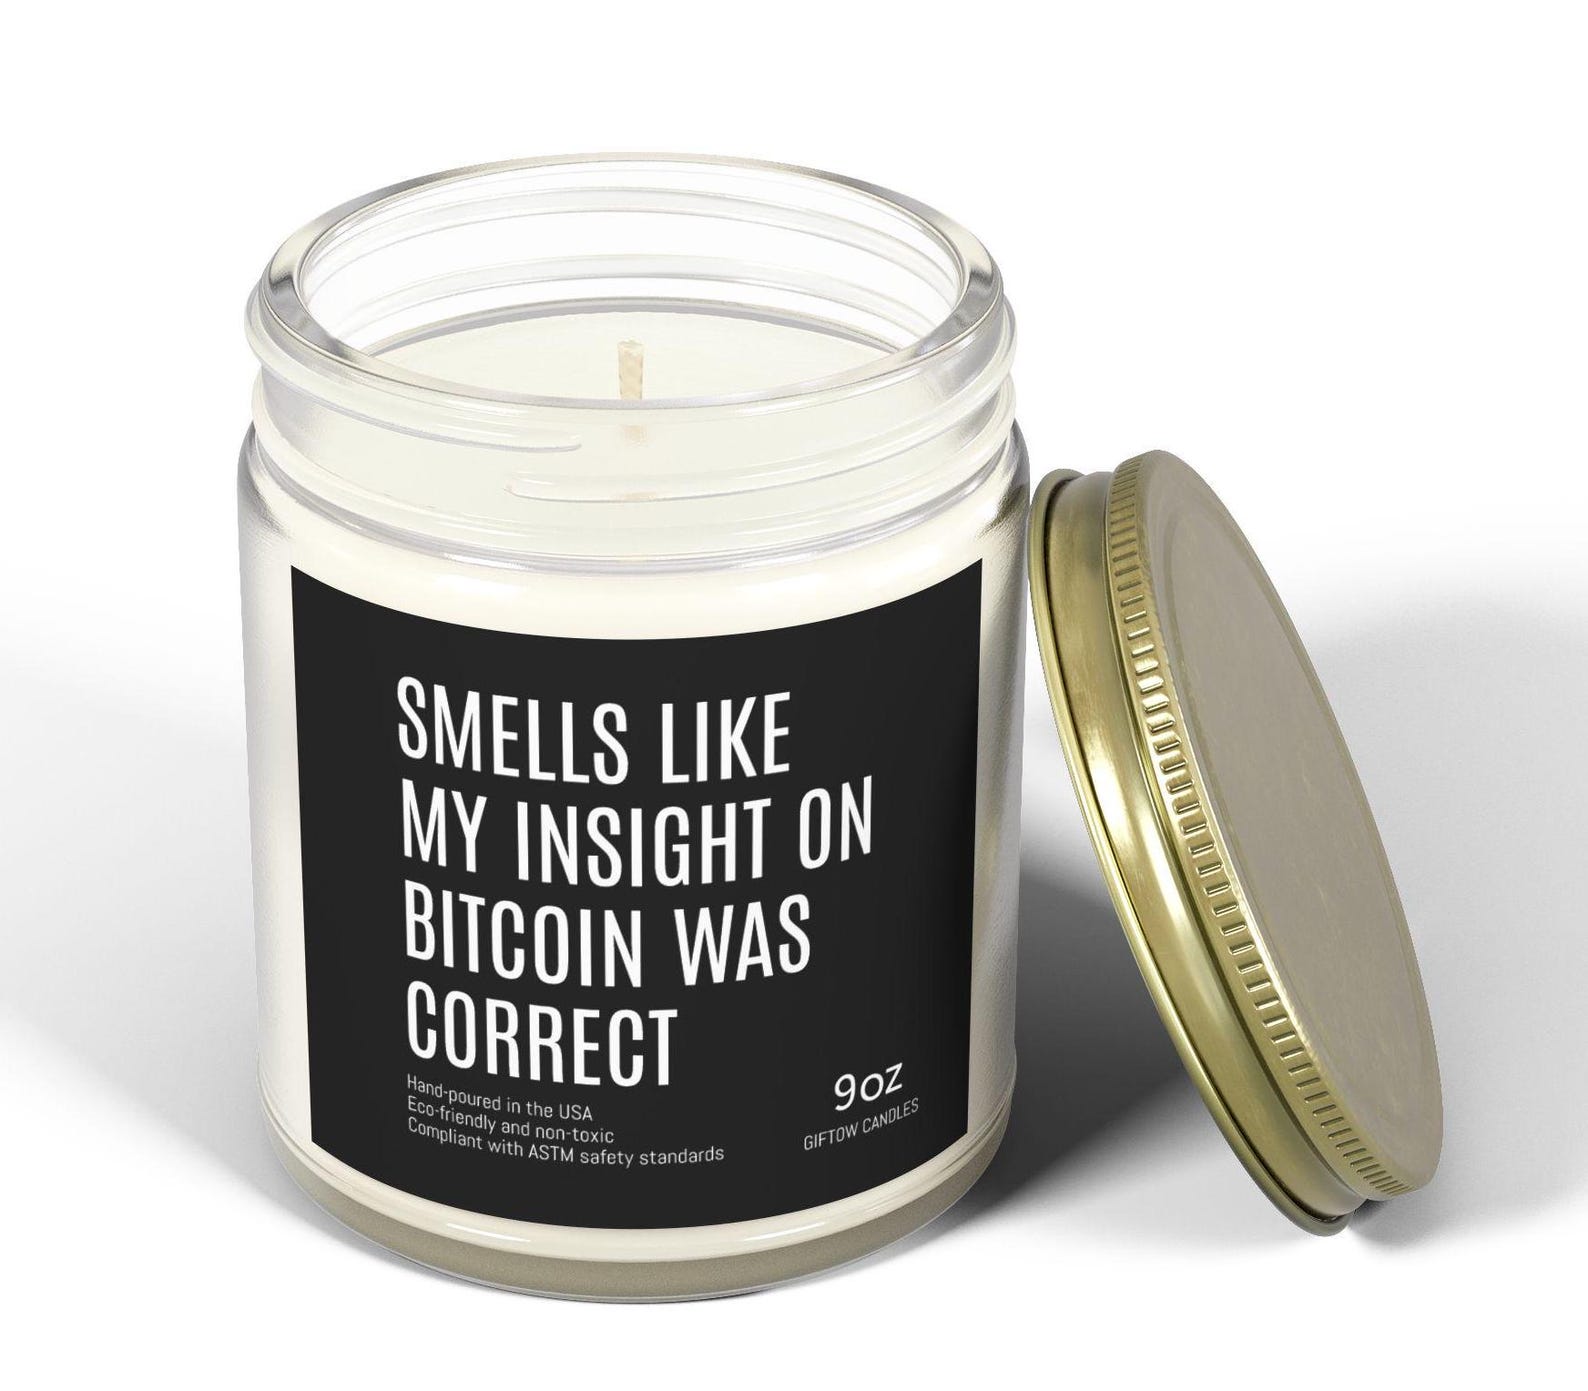 SMELLS LIKE
MY INSIGHT ON
BITCOIN WAS
CORRECT
Hand-poured in the USA
Eco-friendly and non-toxic
Compliant with ASTM safety standards
9oz
GIFTOW CANDLES